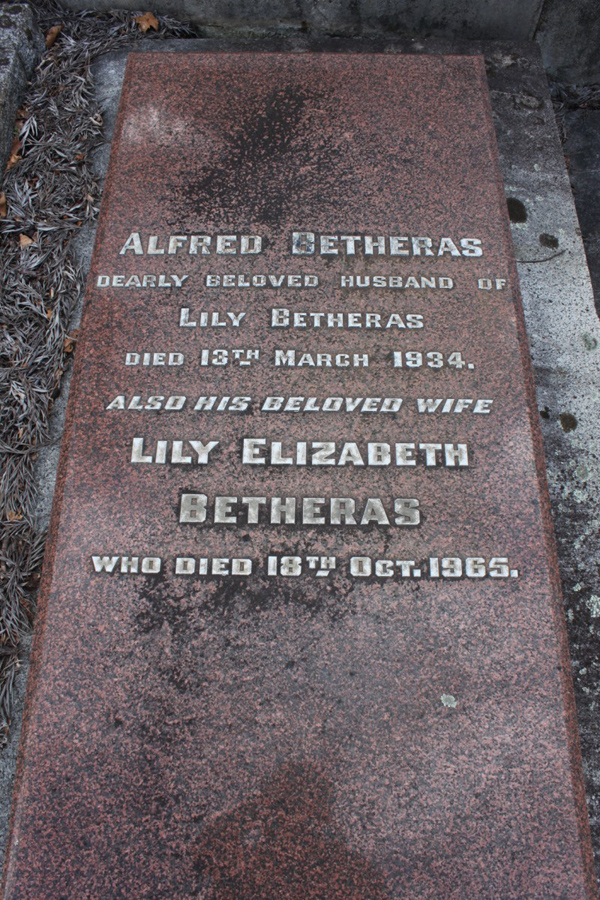 ALFRED BETHERAS
DEARLY BELOVED HUSBAND OF
LILY BETHERAS
DIED 13TH MARCH 1934.
ALSO HIS BELOVED WIFE
LILY ELIZABETH
BETHERAS
WHO DIED 18TH OCT. 1965.